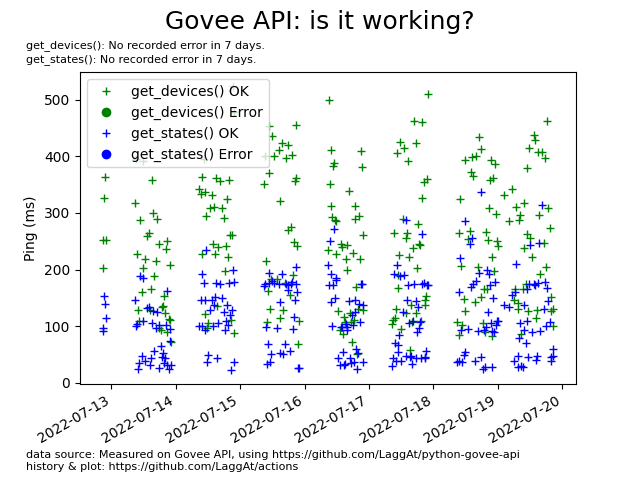 Govee API: is it working?
get_devices(): No recorded error in 7 days.
get_states(): No recorded error in 7 days.
get_devices() OK
get_devices() Error
get_states() OK
get_states() Error
Ping (ms)
500
400
300
200
100
0
2022-07-13
2022-07-14
2022-07-15
2022-07-16
2022-07-17
2022-07-18
2022-07-19
2022-07-20
data source: Measured on Govee API, using https://github.com/LaggAt/python-govee-api
history & plot: https://github.com/LaggAt/actions